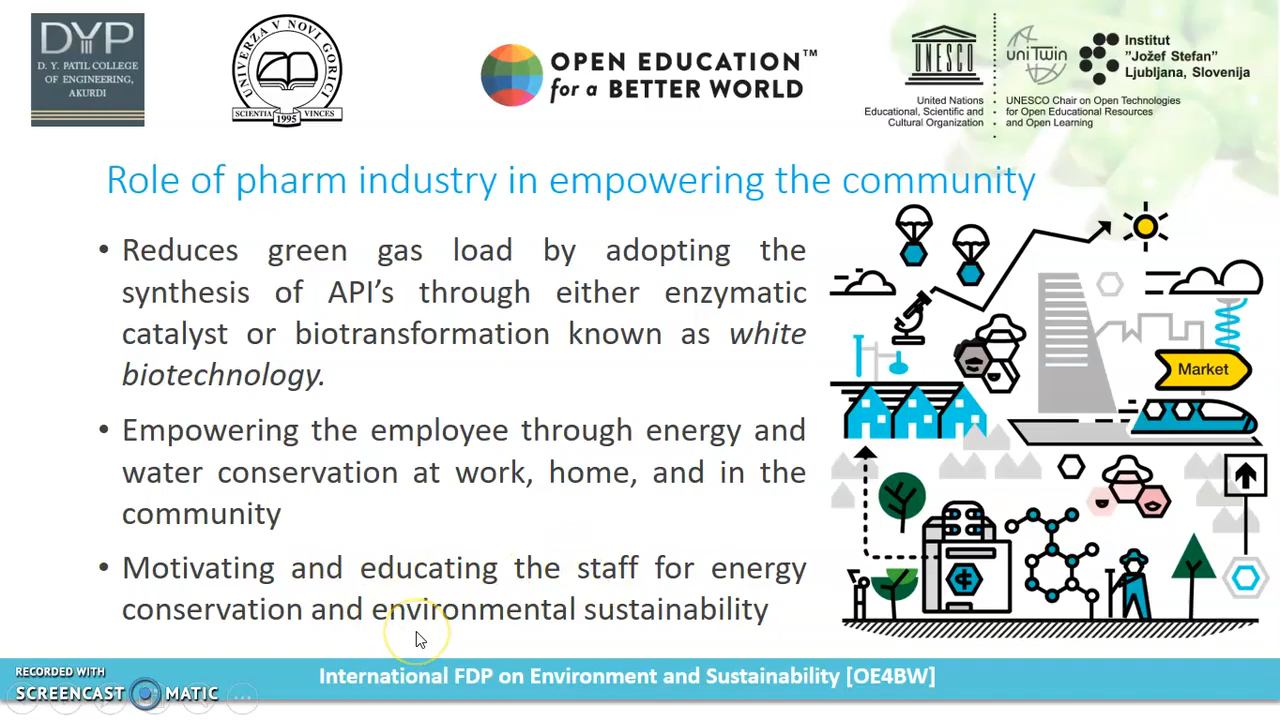 DYP
D. Y. PATIL COLLEGE
OF ENGINEERING,
AKURDI
UNIVERZA V NOVI GORICI
SCIENTIA VINCES
1995
OPEN EDUCATION™
for a BETTER WORLD
UNESCO
United Nations
Educational, Scientific and
Cultural Organization
uniTwin
Institut
"Jožef Stefan"
Ljubljana, Slovenija
UNESCO Chair on Open Technologies
for Open Educational Resources
and Open Learning
Role of pharm industry in empowering the community
• Reduces green gas load by adopting the
synthesis of API’s through either enzymatic
catalyst or biotransformation known as white
biotechnology.
• Empowering the employee through energy and
water conservation at work, home, and in the
community
• Motivating and educating the staff for energy
conservation and environmental sustainability
Market
International FDP on Environment and Sustainability [OE4BW]
RECORDED WITH
SCREENCAST MATIC